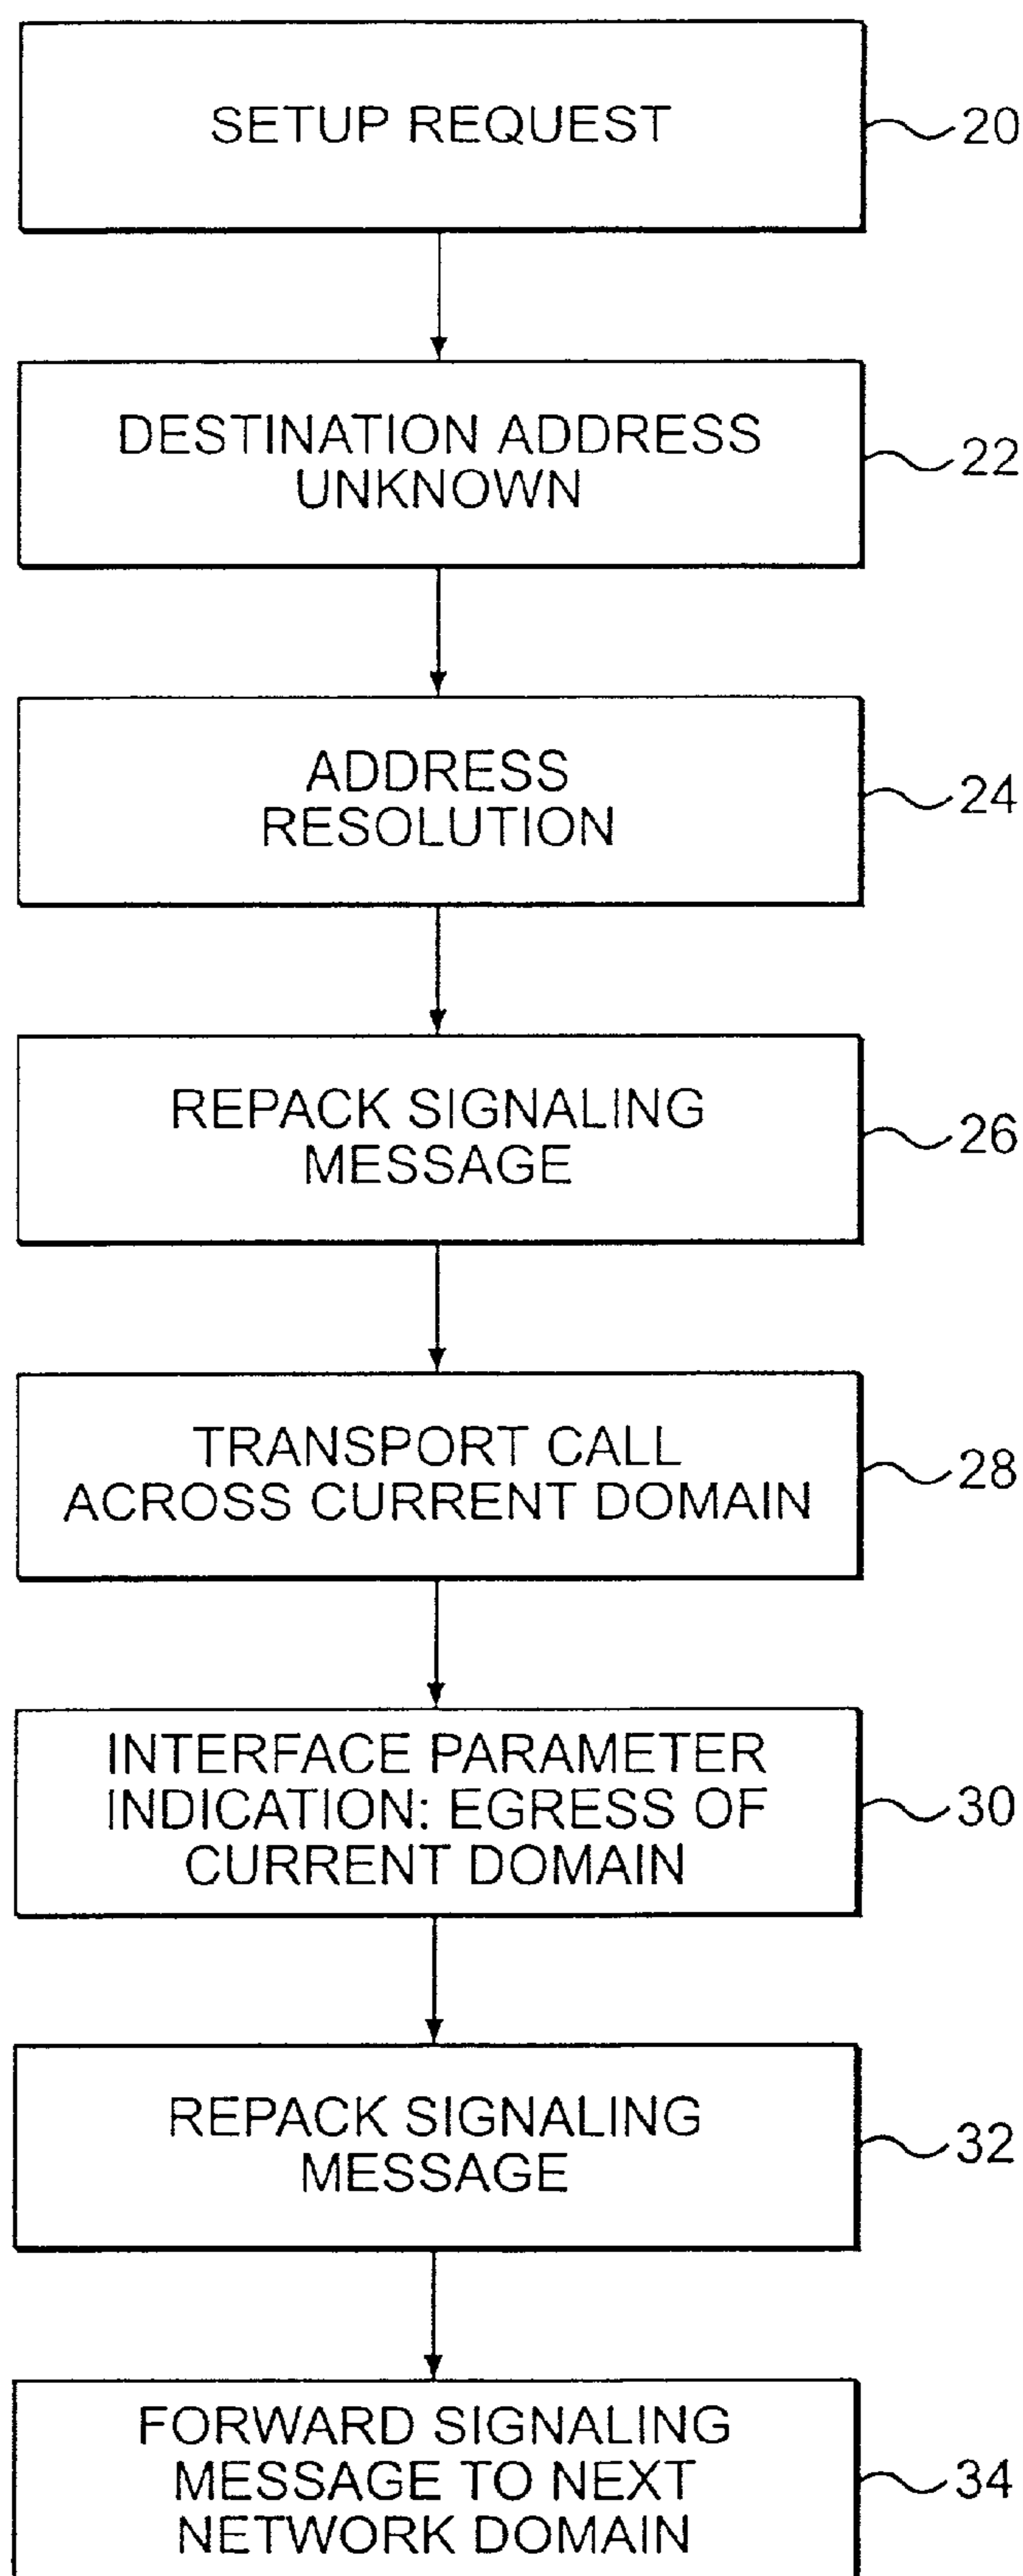 SETUP REQUEST
20
DESTINATION ADDRESS
UNKNOWN
22
ADDRESS
RESOLUTION
24
REPACK SIGNALING
MESSAGE
26
TRANSPORT CALL
ACROSS CURRENT DOMAIN
28
INTERFACE PARAMETER
INDICATION: EGRESS OF
CURRENT DOMAIN
30
REPACK SIGNALING
MESSAGE
32
FORWARD SIGNALING
MESSAGE TO NEXT
NETWORK DOMAIN
34